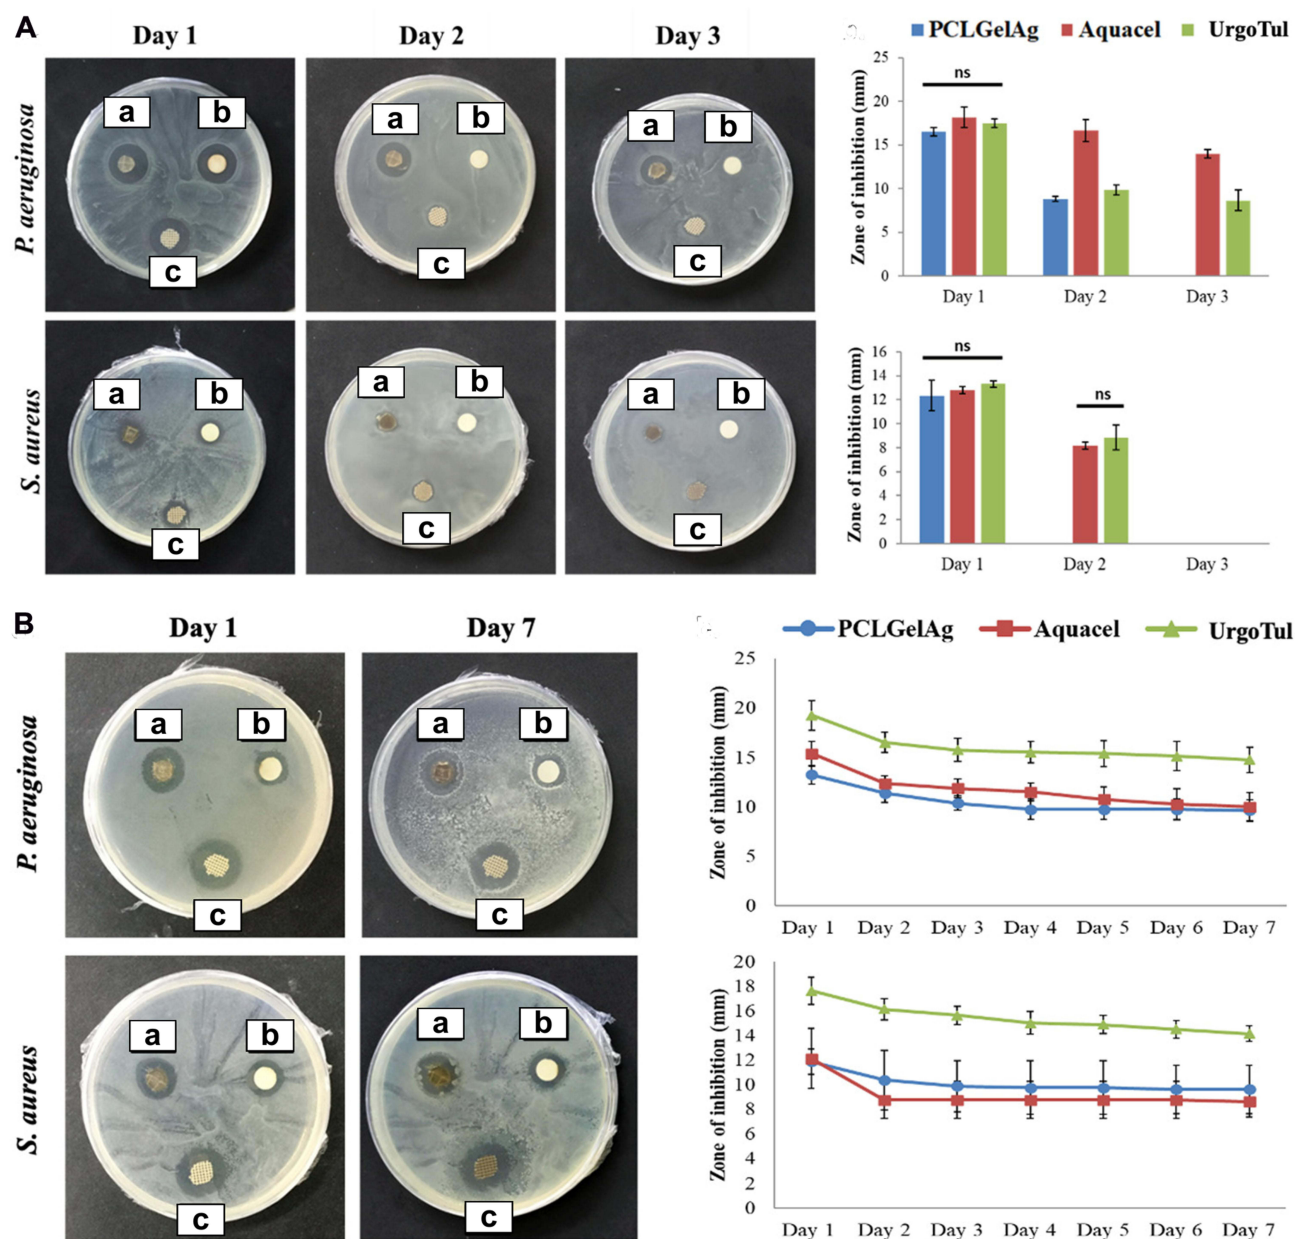 A
Day 1
Day 2
Day 3
P. aeruginosa
a
b
c
a
b
c
a
b
c
S. aureus
a
b
c
a
b
c
a
b
c
PCLGelAg
Aquacel
UrgoTul
Zone of inhibition (mm)
25
20
15
10
5
0
ns
Day 1
Day 2
Day 3
Zone of inhibition (mm)
16
14
12
10
8
6
4
2
0
ns
ns
Day 1
Day 2
Day 3
B
Day 1
Day 7
P. aeruginosa
a
b
c
a
b
c
S. aureus
a
b
c
a
b
c
PCLGelAg
Aquacel
UrgoTul
Zone of inhibition (mm)
25
20
15
10
5
0
Day 1
Day 2
Day 3
Day 4
Day 5
Day 6
Day 7
Zone of inhibition (mm)
20
18
16
14
12
10
8
6
4
2
0
Day 1
Day 2
Day 3
Day 4
Day 5
Day 6
Day 7